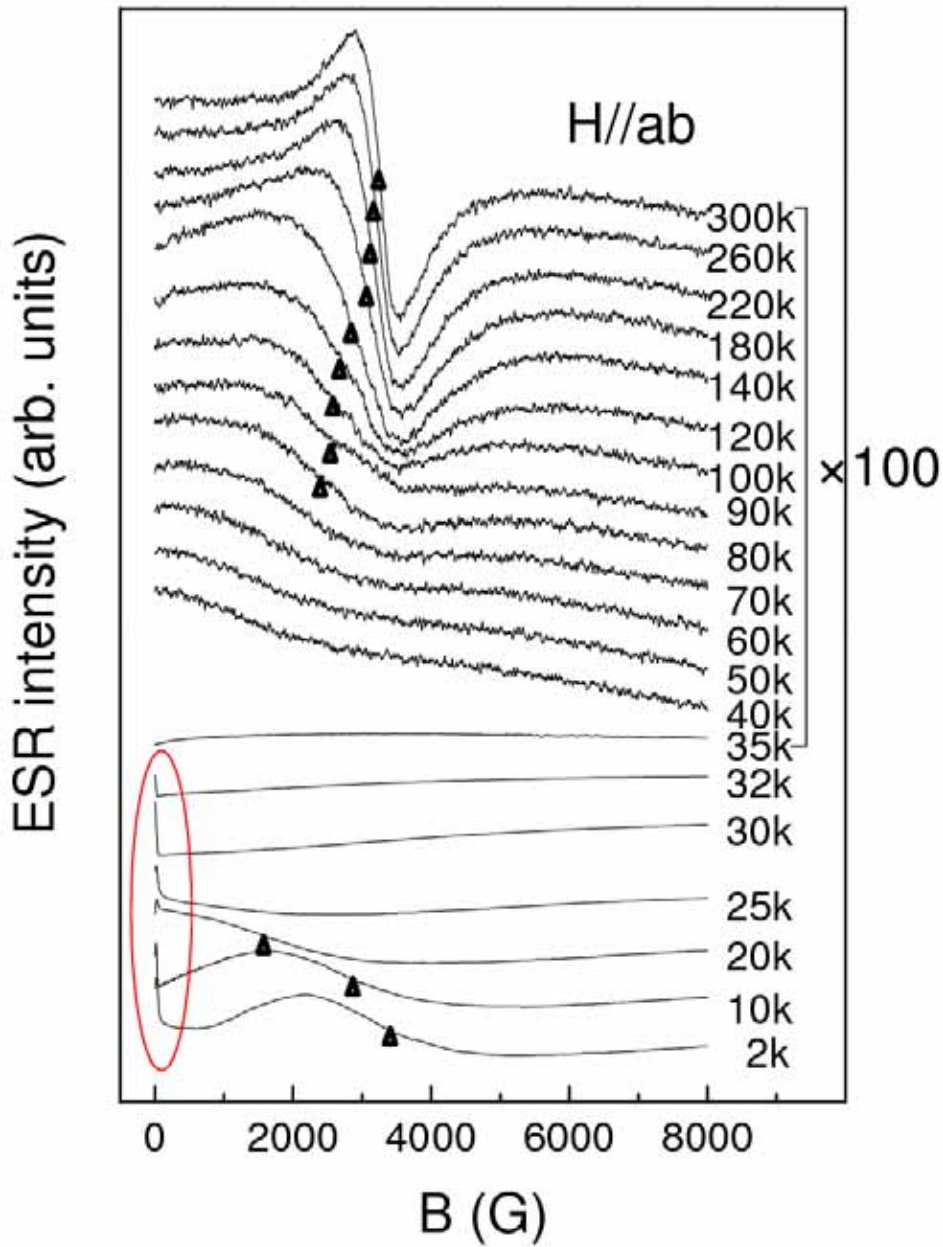 H//ab
ESR intensity (arb. units)
300k
260k
220k
180k
140k
120k
100k
×100
90k
80k
70k
60k
50k
40k
35k
32k
30k
25k
20k
10k
2k
0 2000 4000 6000 8000
B (G)